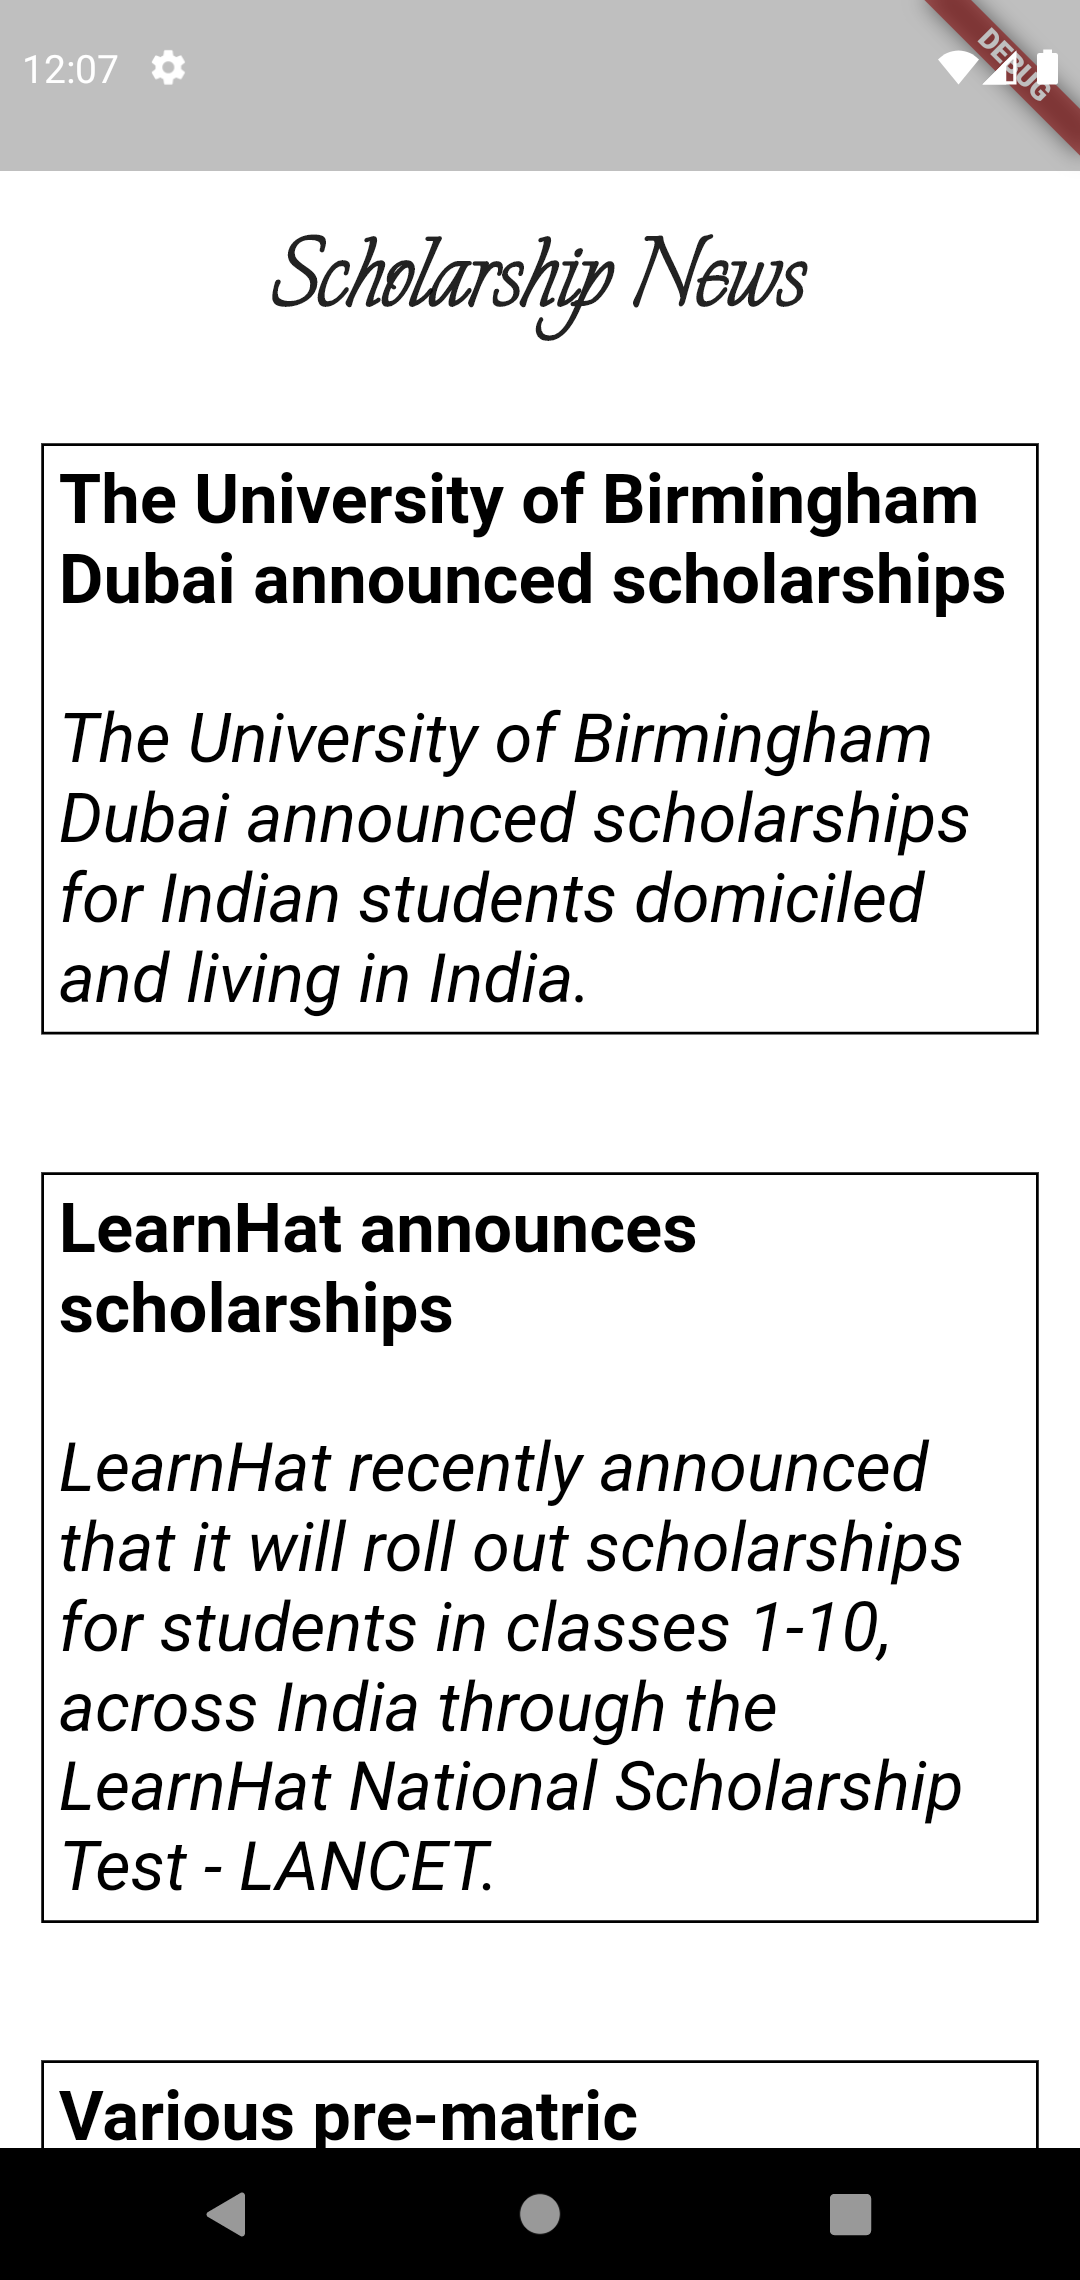 12:07
DEBUG
Scholarship News
The University of Birmingham
Dubai announced scholarships
The University of Birmingham
Dubai announced scholarships
for Indian students domiciled
and living in India.
LearnHat announces
scholarships
LearnHat recently announced
that it will roll out scholarships
for students in classes 1-10,
across India through the
LearnHat National Scholarship
Test - LANCET.
Various pre-matric